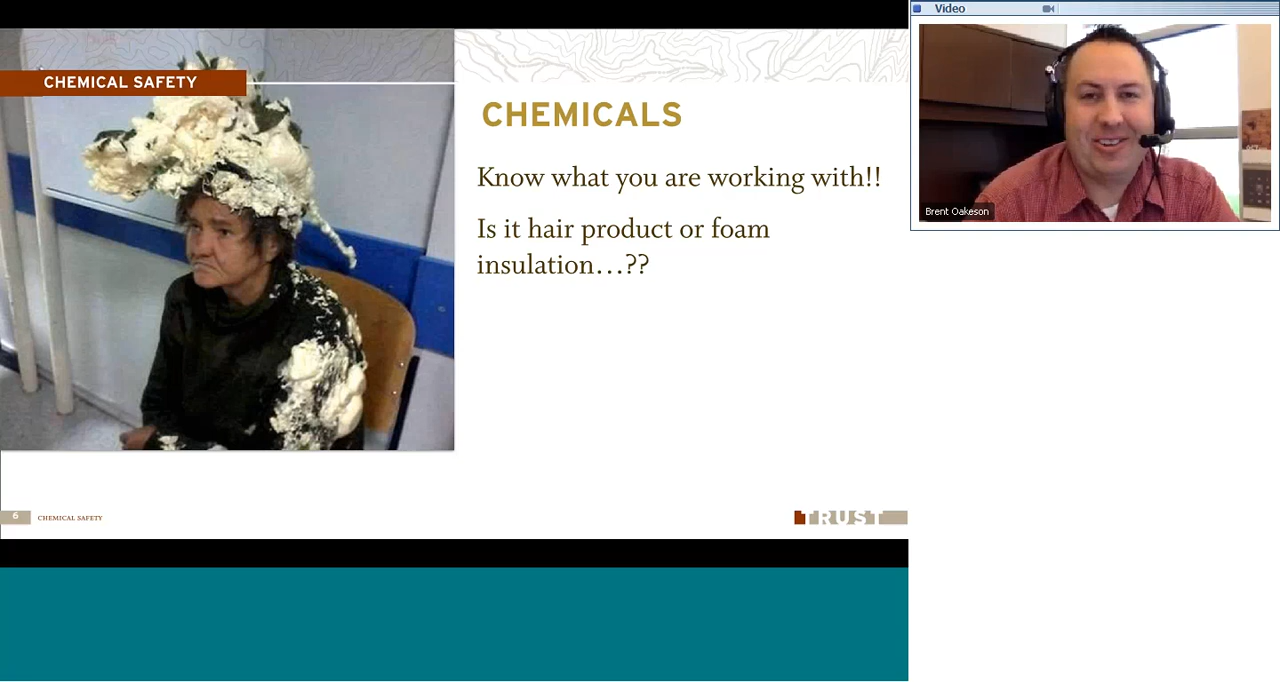 Video
CHEMICAL SAFETY
CHEMICALS
Know what you are working with!!
Is it hair product or foam
insulation…??
Brent Oakeson
6
CHEMICAL SAFETY
TRUST